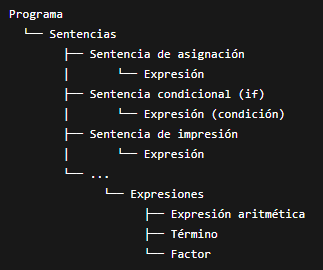 Programa
└── Sentencias
├── Sentencia de asignación
│ └── Expresión
├── Sentencia condicional (if)
│ └── Expresión (condición)
├── Sentencia de impresión
│ └── Expresión
└── ...
└── Expresiones
├── Expresión aritmética
├── Término
└── Factor